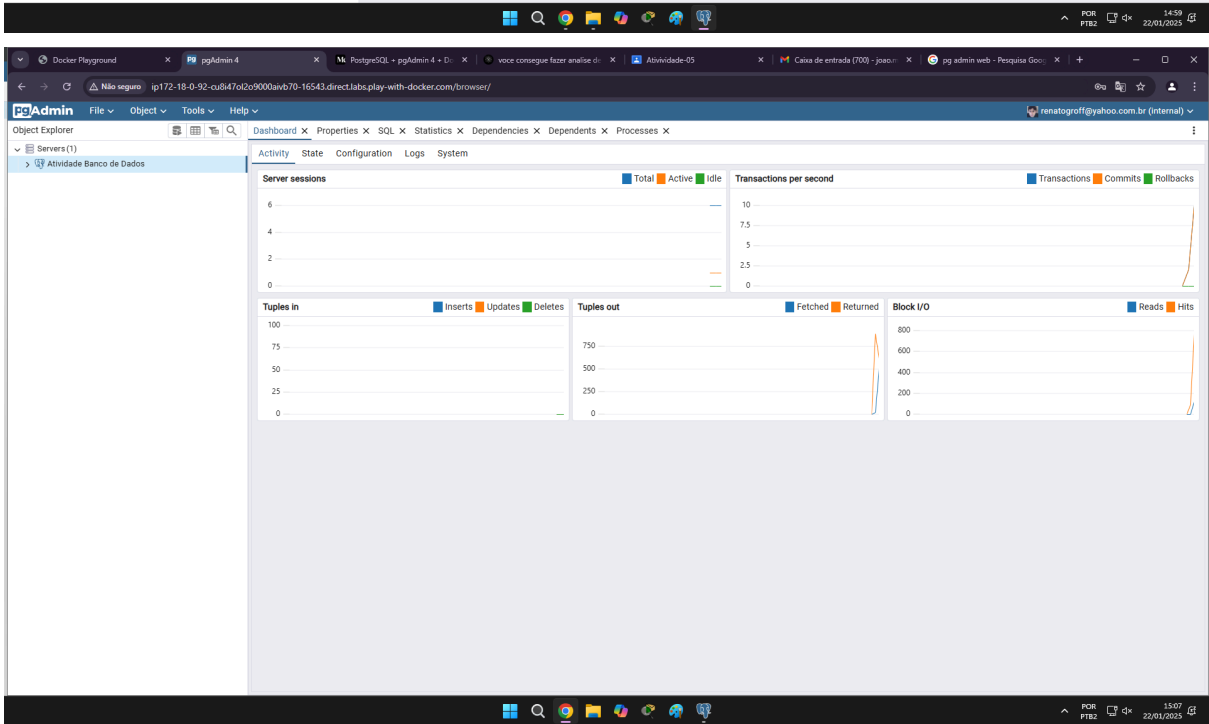 POR 14:59
PTB2 22/01/2025
Docker Playground pgAdmin 4 PostgreSQL + pgAdmin 4 + Do voce consegue fazer analise de Ativividade-05 Caixa de entrada (700) - joao.m pg admin web - Pesquisa Goog
Não seguro ip172-18-0-92-cu8i47ol2o9000aivb70-16543.direct.labs.play-with-docker.com/browser/
pgAdmin File Object Tools Help renatogroff@yahoo.com.br (internal)
Object Explorer Dashboard Properties SQL Statistics Dependencies Dependents Processes
Servers (1)
Atividade Banco de Dados
Activity State Configuration Logs System
Server sessions Total Active Idle Transactions per second Transactions Commits Rollbacks
6 10
7.5
4 5
2 2.5
0 0
Tuples in Inserts Updates Deletes Tuples out Fetched Returned Block I/O Reads Hits
100 800
75 750 600
50 500 400
25 250 200
0 0 0
POR 15:07
PTB2 22/01/2025